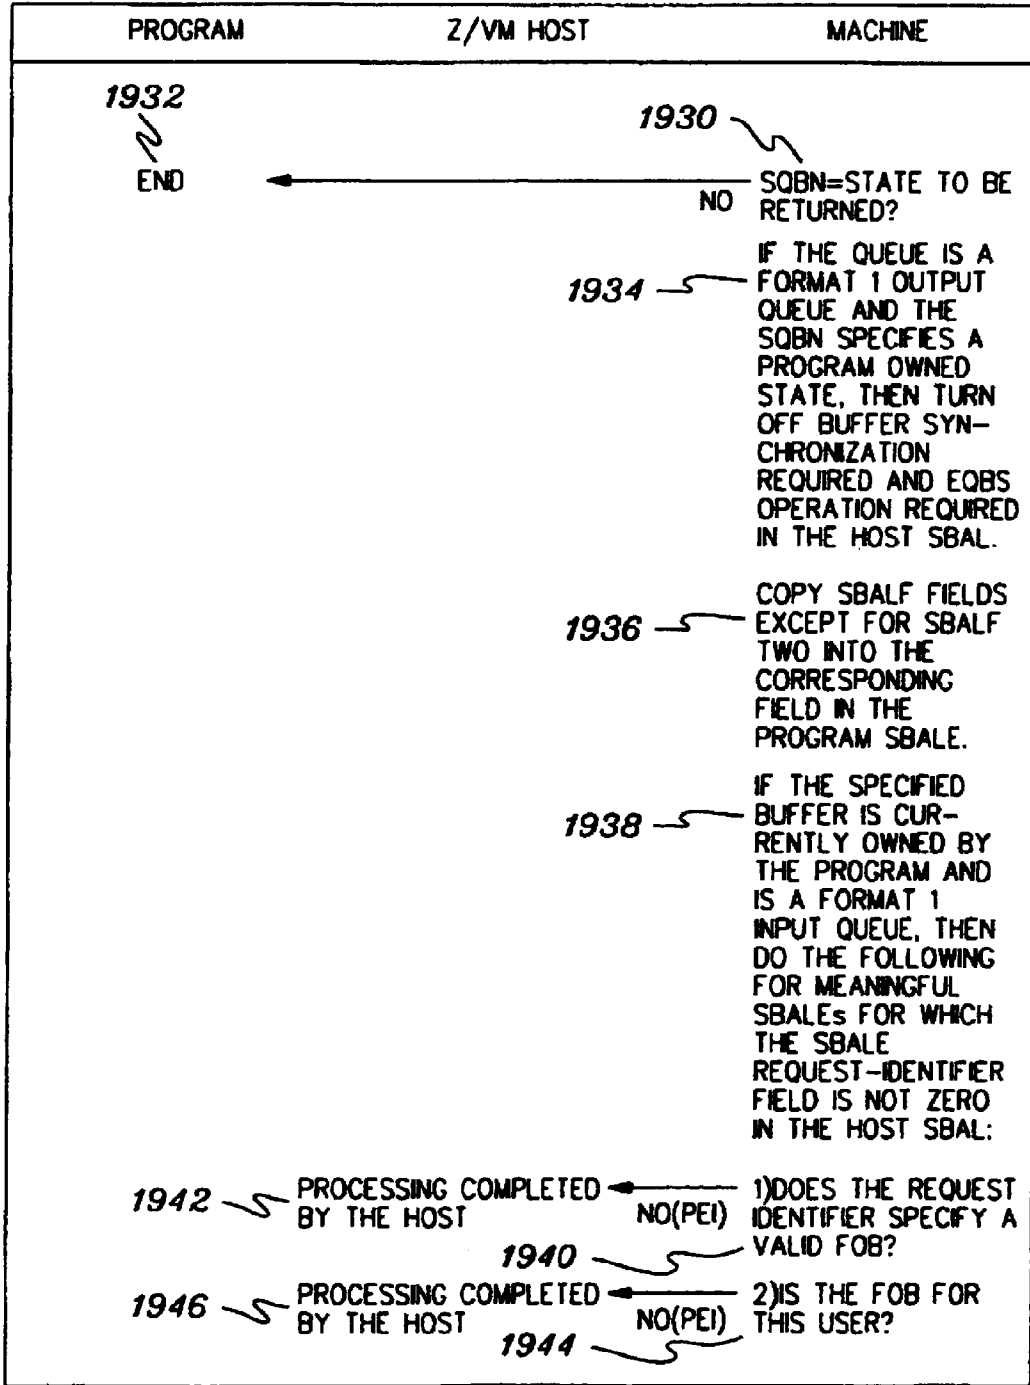 PROGRAM Z/VM HOST MACHINE
1932
1930
END
NO
SQBN=STATE TO BE
RETURNED?
1934
IF THE QUEUE IS A
FORMAT 1 OUTPUT
QUEUE AND THE
SQBN SPECIFIES A
PROGRAM OWNED
STATE, THEN TURN
OFF BUFFER SYN-
CHRONIZATION
REQUIRED AND EQBS
OPERATION REQUIRED
IN THE HOST SBAL.
1936
COPY SBALF FIELDS
EXCEPT FOR SBALF
TWO INTO THE
CORRESPONDING
FIELD IN THE
PROGRAM SBALE.
1938
IF THE SPECIFIED
BUFFER IS CUR-
RENTLY OWNED BY
THE PROGRAM AND
IS A FORMAT 1
INPUT QUEUE, THEN
DO THE FOLLOWING
FOR MEANINGFUL
SBALEs FOR WHICH
THE SBALE
REQUEST-IDENTIFIER
FIELD IS NOT ZERO
IN THE HOST SBAL:
1942
PROCESSING COMPLETED
BY THE HOST
NO(PEI)
1)DOES THE REQUEST
IDENTIFIER SPECIFY A
VALID FOB?
1940
1946
PROCESSING COMPLETED
BY THE HOST
NO(PEI)
2)IS THE FOB FOR
THIS USER?
1944